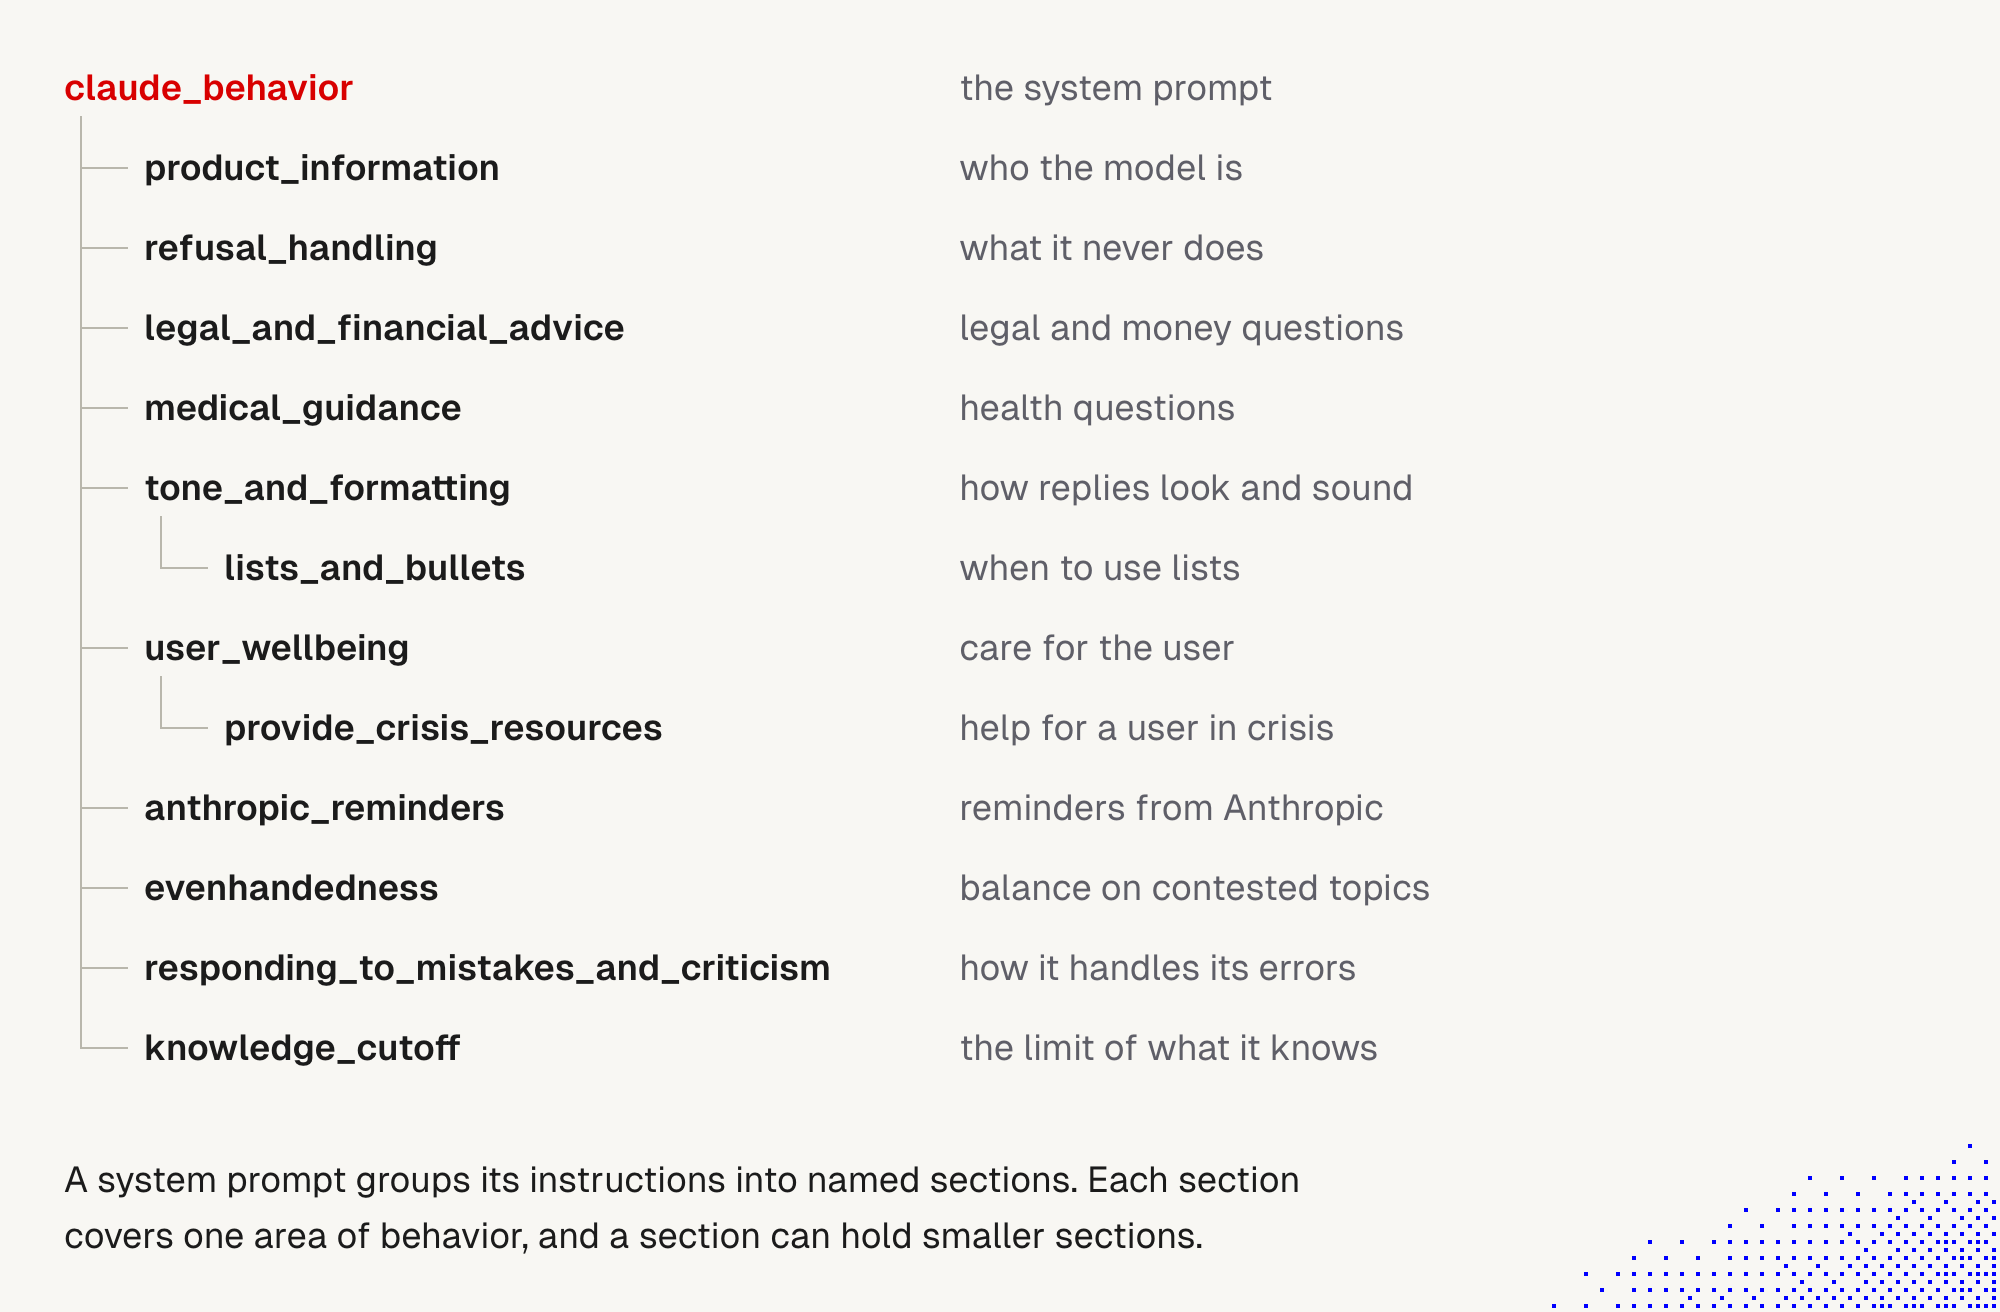 claude_behavior the system prompt
product_information who the model is
refusal_handling what it never does
legal_and_financial_advice legal and money questions
medical_guidance health questions
tone_and_formatting how replies look and sound
lists_and_bullets when to use lists
user_wellbeing care for the user
provide_crisis_resources help for a user in crisis
anthropic_reminders reminders from Anthropic
evenhandedness balance on contested topics
responding_to_mistakes_and_criticism how it handles its errors
knowledge_cutoff the limit of what it knows
A system prompt groups its instructions into named sections. Each section
covers one area of behavior, and a section can hold smaller sections.